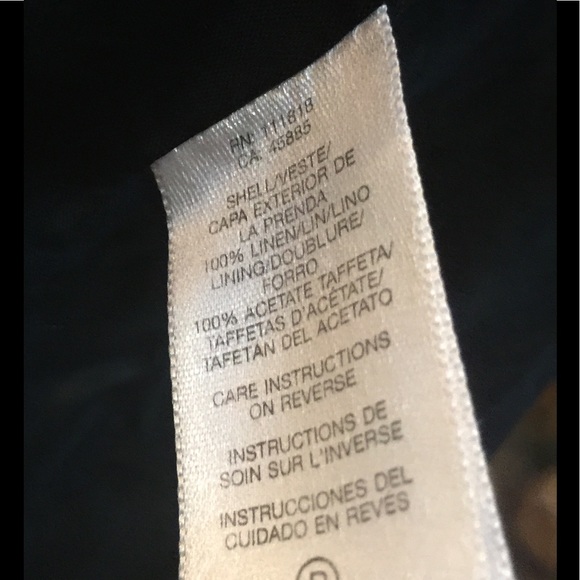 RN: 111818
CA: 45885
SHELL/VESTE/
CAPA EXTERIOR DE
LA PRENDA
100% LINEN/LIN/LINO
LINING/DOUBLURE/
FORRO
100% ACETATE TAFFETA/
TAFFETAS D'ACÉTATE/
TAFETAN DEL ACETATO
CARE INSTRUCTIONS
ON REVERSE
INSTRUCTIONS DE
SOIN SUR L'INVERSE
INSTRUCCIONES DEL
CUIDADO EN REVÉS